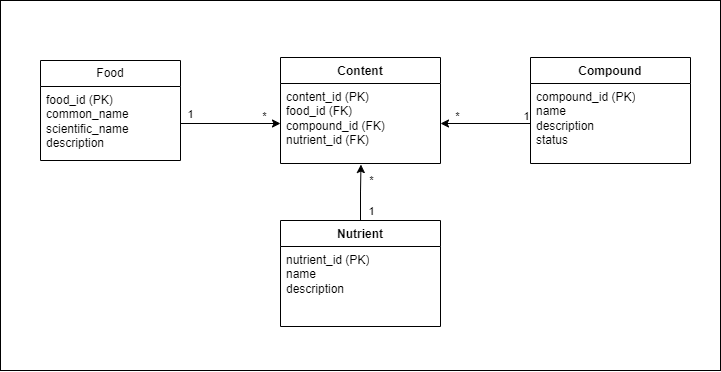 Food
food_id (PK)
common_name
scientific_name
description
1
*
Content
content_id (PK)
food_id (FK)
compound_id (FK)
nutrient_id (FK)
*
1
Compound
compound_id (PK)
name
description
status
*
1
Nutrient
nutrient_id (PK)
name
description